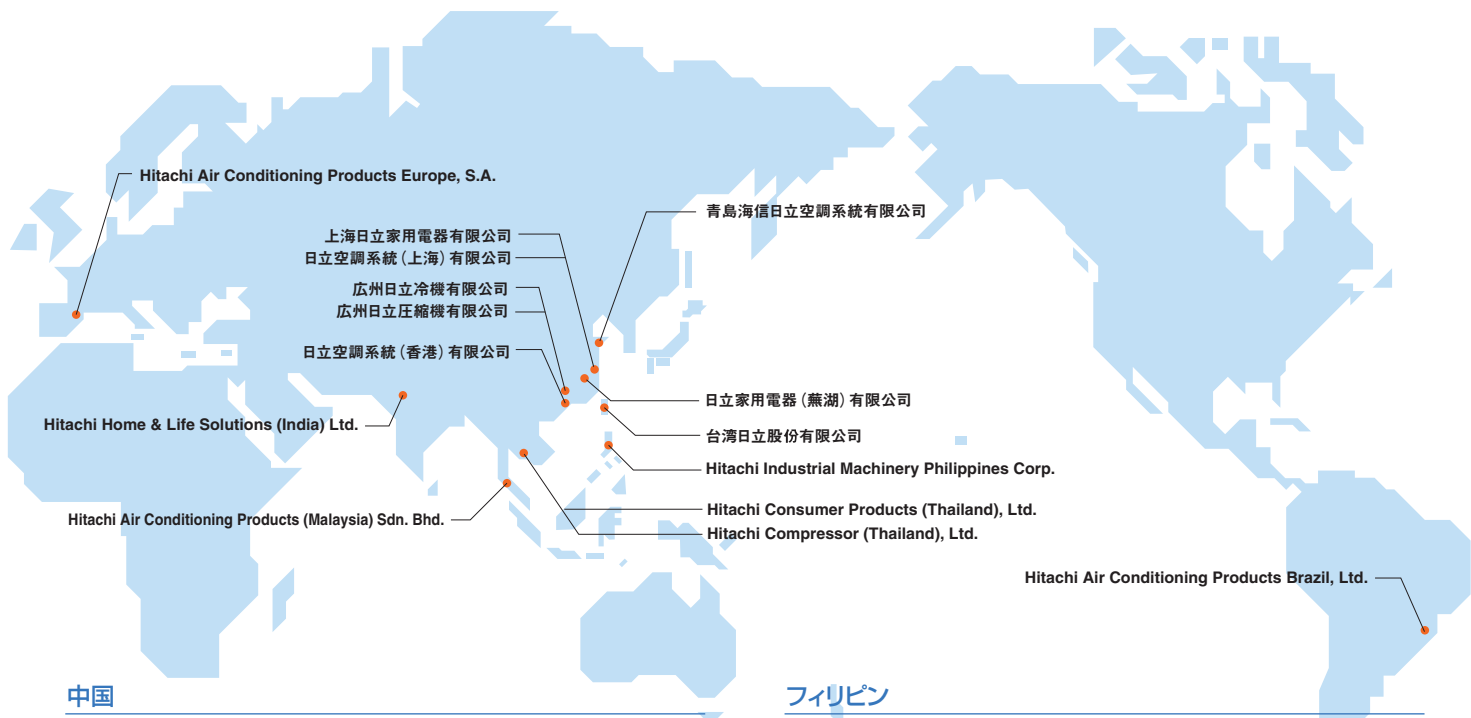 Hitachi Air Conditioning Products Europe, S.A.
青島海信日立空調系統有限公司
上海日立家用電器有限公司
日立空調系統（上海）有限公司
広州日立冷機有限公司
広州日立圧縮機有限公司
日立空調系統（香港）有限公司
日立家用電器（蕪湖）有限公司
Hitachi Home & Life Solutions (India) Ltd.
台湾日立股份有限公司
Hitachi Industrial Machinery Philippines Corp.
Hitachi Consumer Products (Thailand), Ltd.
Hitachi Air Conditioning Products (Malaysia) Sdn. Bhd.
Hitachi Compressor (Thailand), Ltd.
Hitachi Air Conditioning Products Brazil, Ltd.
中国
フィリピン